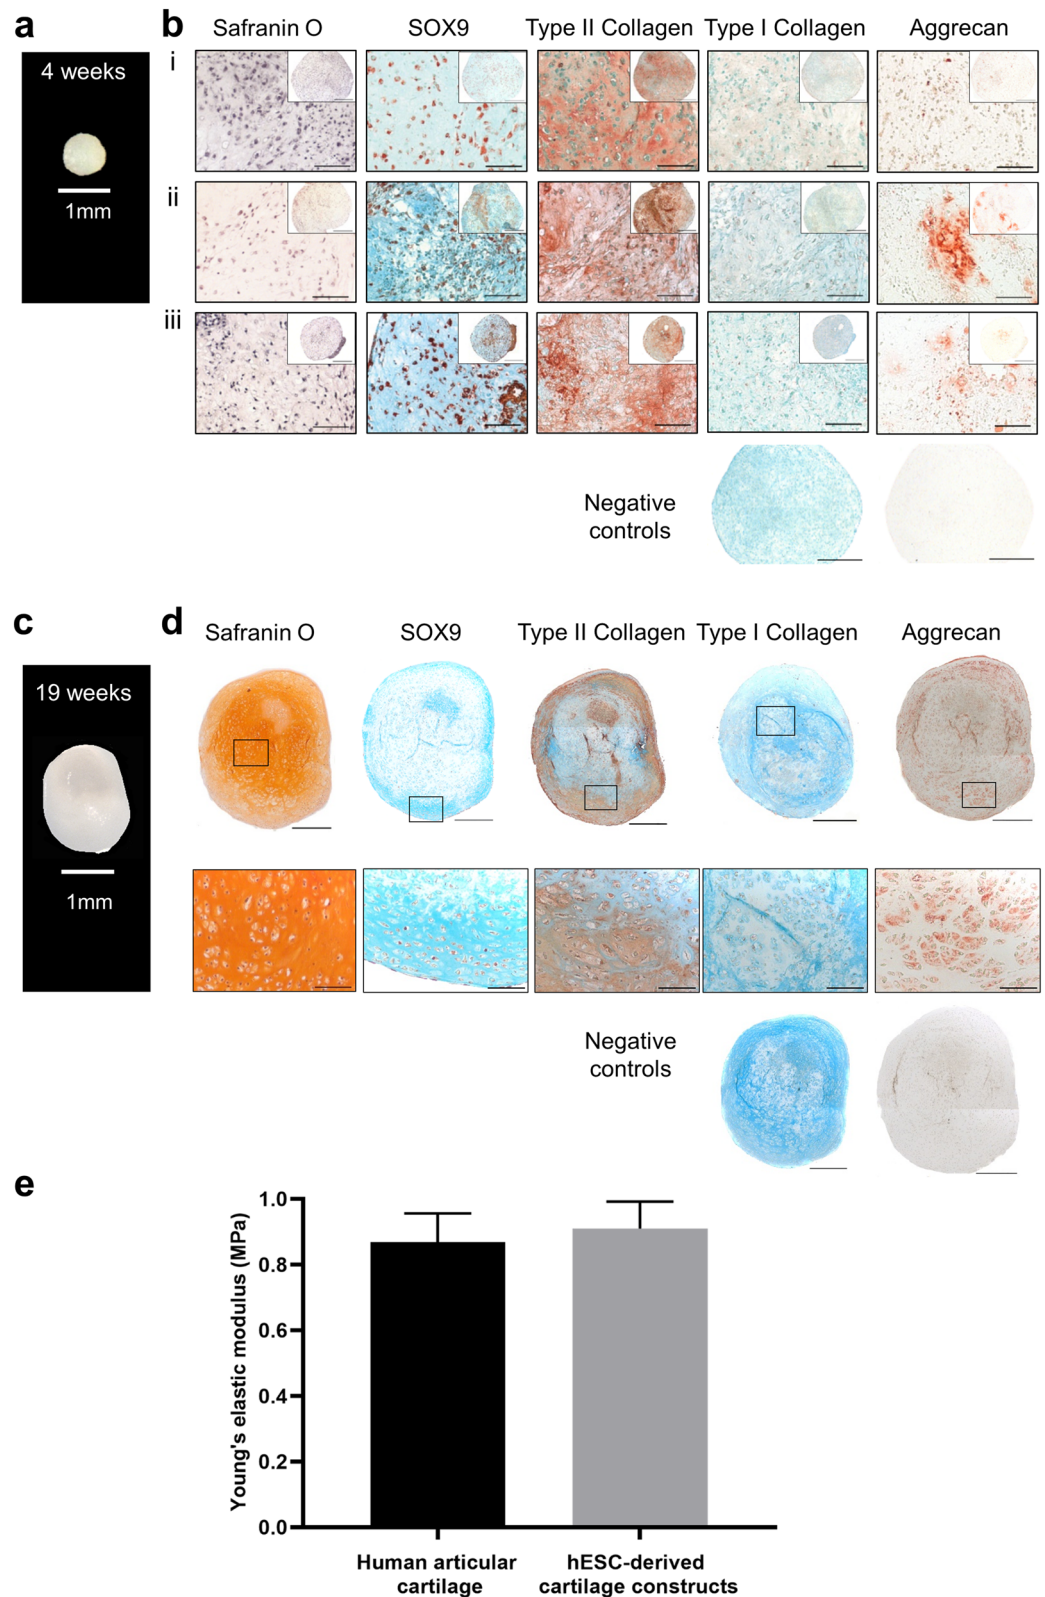 a
4 weeks
1mm
b
Safranin O
SOX9
Type II Collagen
Type I Collagen
Aggrecan
i
ii
iii
Negative
controls
c
19 weeks
1mm
d
Safranin O
SOX9
Type II Collagen
Type I Collagen
Aggrecan
Negative
controls
e
Young's elastic modulus (MPa)
1.0
0.8
0.6
0.4
0.2
0.0
Human articular
cartilage
hESC-derived
cartilage constructs